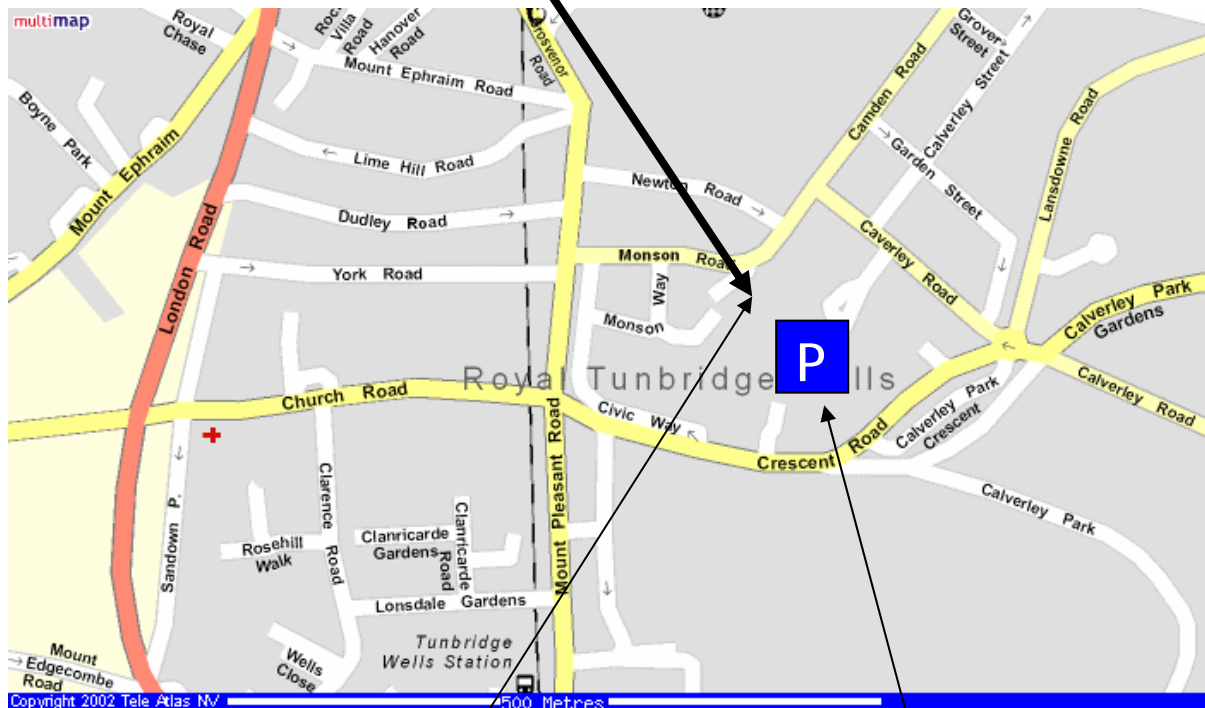 multimap
Royal
Chase
Rock
Villa
Road
Hanover
Road
Grosvenor
Road
Grover
Street
Mount Ephraim Road
Camden Road
Calverley Street
Boyne Park
Mount Ephraim
Lime Hill Road
Garden Street
Lansdowne Road
Newton Road
Dudley Road
London Road
Monson Road
Caverley Road
York Road
Way
Monson
Calverley Park
Gardens
P
Royal Tunbridge Wells
Church Road
Civic Way
Calverley Park
Crescent
Calverley Road
Crescent Road
Mount Pleasant Road
Clarence Road
Sandown P.
Calverley Park
Clanricarde
Gardens
Clanricarde
Road
Rosehill
Walk
Lonsdale Gardens
Tunbridge
Wells Station
Wells
Close
Mount
Edgecombe
Road
Copyright 2002 Tele Atlas NV
500 Metres